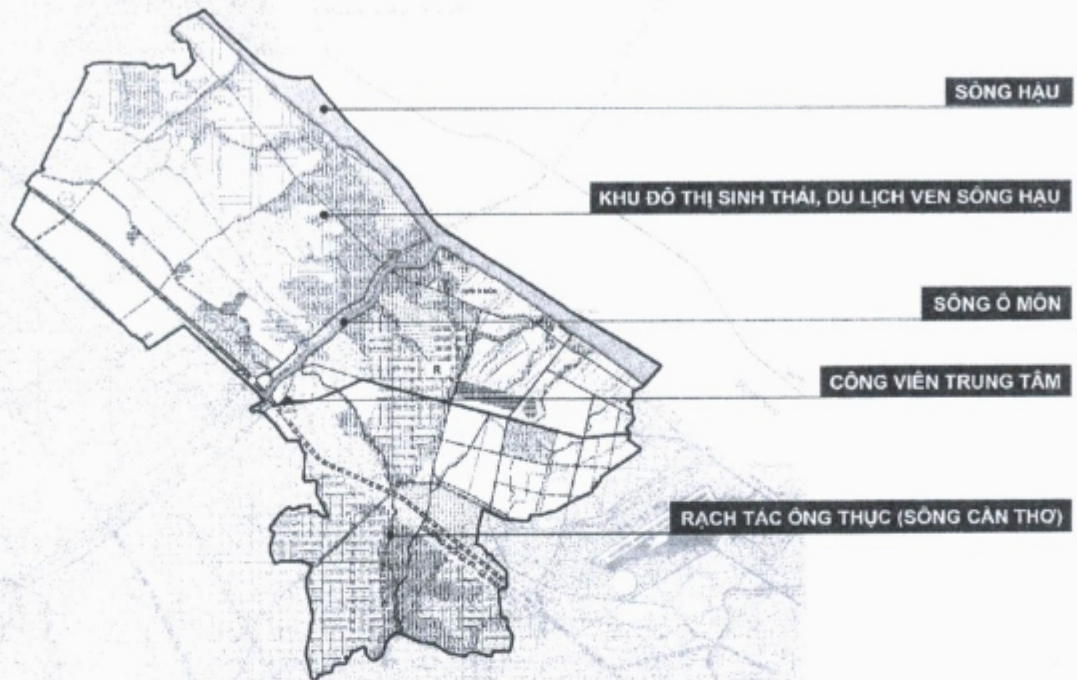 SÔNG HẬU
KHU ĐÔ THỊ SINH THÁI, DU LỊCH VEN SÔNG HẬU
SÔNG Ô MÔN
CÔNG VIÊN TRUNG TÂM
R
RẠCH TẮC ÔNG THỤC (SÔNG CẦN THƠ)